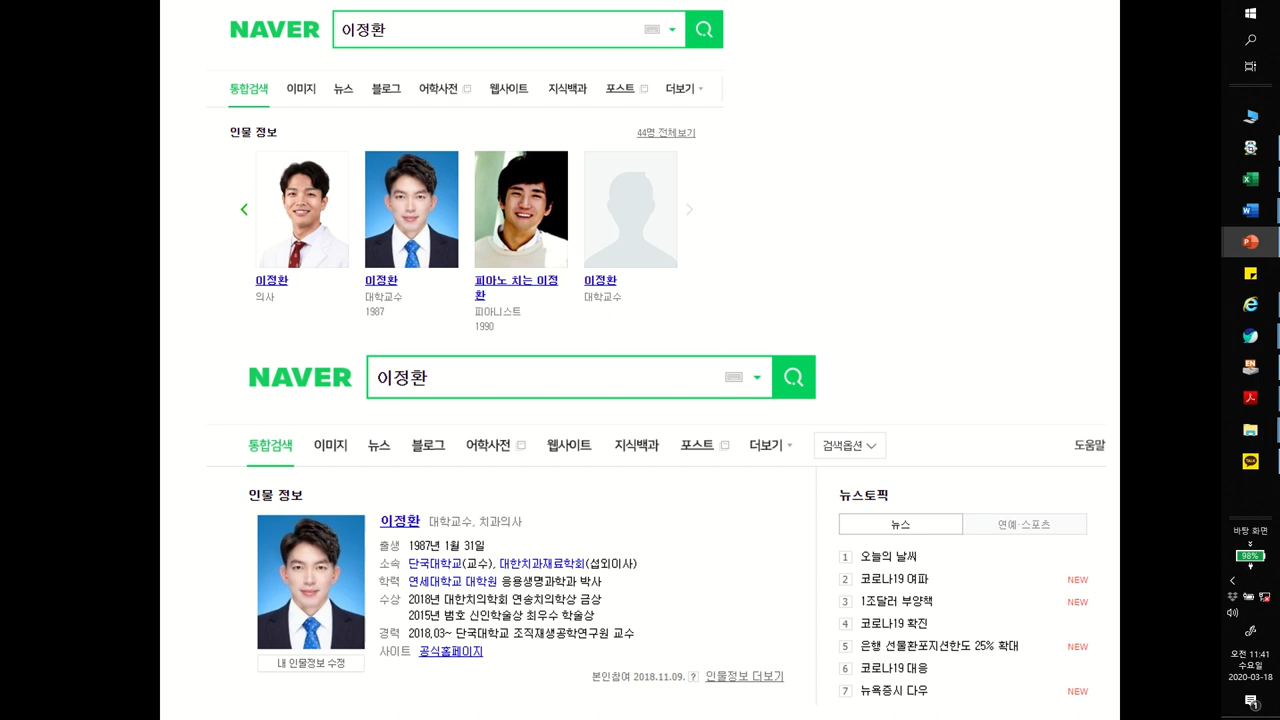 NAVER 이정환
통합검색 이미지 뉴스 블로그 어학사전 웹사이트 지식백과 포스트 더보기
인물 정보 44명 전체보기
이정환
의사
이정환
대학교수
1987
피아노 치는 이정
환
피아니스트
1990
이정환
대학교수
NAVER 이정환
통합검색 이미지 뉴스 블로그 어학사전 웹사이트 지식백과 포스트 더보기 검색옵션 도움말
인물 정보
이정환 대학교수, 치과의사
출생 1987년 1월 31일
소속 단국대학교(교수), 대한치과재료학회(섭외이사)
학력 연세대학교 대학원 응용생명과학과 박사
수상 2018년 대한치의학회 연송치의학상 금상
2015년 범호 신인학술상 최우수 학술상
경력 2018.03~ 단국대학교 조직재생공학연구원 교수
사이트 공식홈페이지
내 인물정보 수정
본인참여 2018.11.09. ? 인물정보 더보기
뉴스토픽
뉴스 연예·스포츠
1 오늘의 날씨
2 코로나19 여파 NEW
3 1조달러 부양책 NEW
4 코로나19 확진
5 은행 선물환포지션한도 25% 확대 NEW
6 코로나19 대응
7 뉴욕증시 다우 NEW
EN
TALK
바탕 화면
98%
오전 11:41
수요일
2020-03-18
1